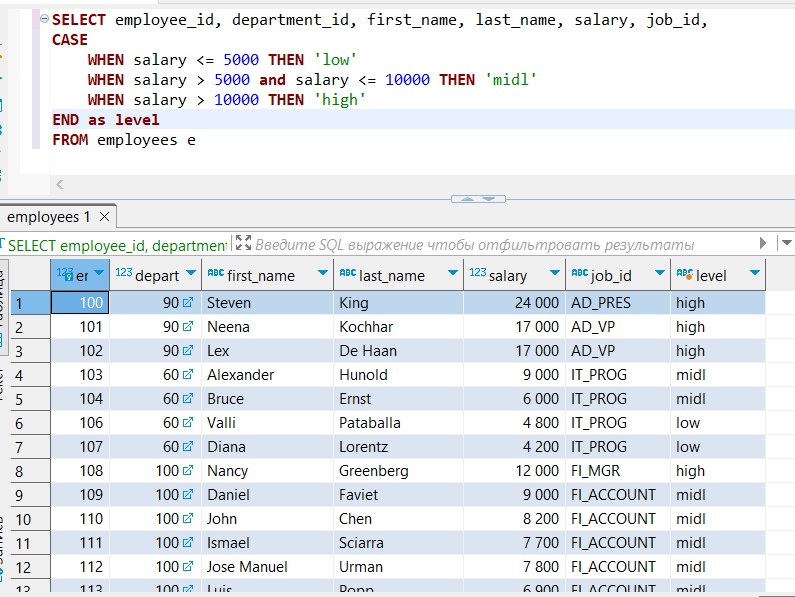 SELECT employee_id, department_id, first_name, last_name, salary, job_id,
CASE
WHEN salary <= 5000 THEN 'low'
WHEN salary > 5000 and salary <= 10000 THEN 'midl'
WHEN salary > 10000 THEN 'high'
END as level
FROM employees e
employees 1
SELECT employee_id, department Введите SQL выражение чтобы отфильтровать результаты
123 er 123 depart ABC first_name ABC last_name 123 salary ABC job_id ABC level
1 100 90 Steven King 24 000 AD_PRES high
2 101 90 Neena Kochhar 17 000 AD_VP high
3 102 90 Lex De Haan 17 000 AD_VP high
4 103 60 Alexander Hunold 9 000 IT_PROG midl
5 104 60 Bruce Ernst 6 000 IT_PROG midl
6 106 60 Valli Pataballa 4 800 IT_PROG low
7 107 60 Diana Lorentz 4 200 IT_PROG low
8 108 100 Nancy Greenberg 12 000 FI_MGR high
9 109 100 Daniel Faviet 9 000 FI_ACCOUNT midl
10 110 100 John Chen 8 200 FI_ACCOUNT midl
11 111 100 Ismael Sciarra 7 700 FI_ACCOUNT midl
12 112 100 Jose Manuel Urman 7 800 FI_ACCOUNT midl
13 113 100 Luis Popp 6 900 FI_ACCOUNT midl